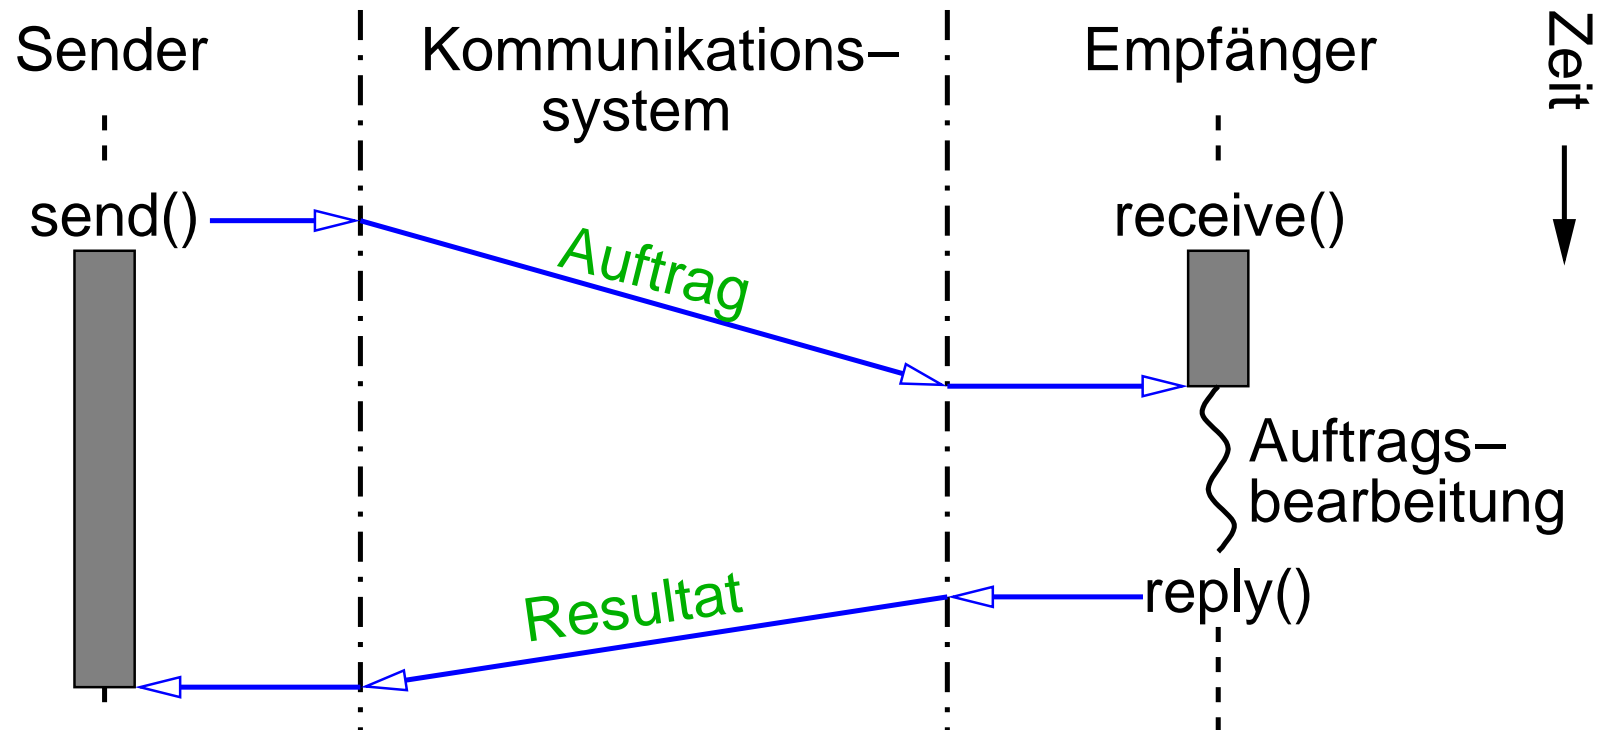 Sender
Kommunikations–
system
Empfänger
Zeit
send()
receive()
Auftrag
Auftrags–
bearbeitung
Resultat
reply()